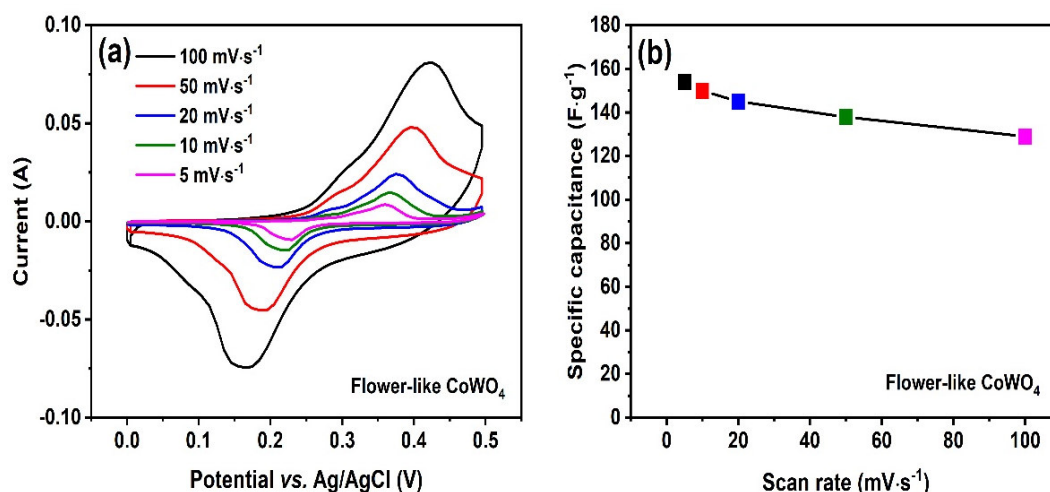 (a)
100 mV·s⁻¹
50 mV·s⁻¹
20 mV·s⁻¹
10 mV·s⁻¹
5 mV·s⁻¹
Current (A)
0.10
0.05
0.00
-0.05
-0.10
0.0 0.1 0.2 0.3 0.4 0.5
Flower-like CoWO₄
Potential vs. Ag/AgCl (V)
(b)
Specific capacitance (F·g⁻¹)
180
160
140
120
100
80
60
40
20
0
0 20 40 60 80 100
Flower-like CoWO₄
Scan rate (mV·s⁻¹)